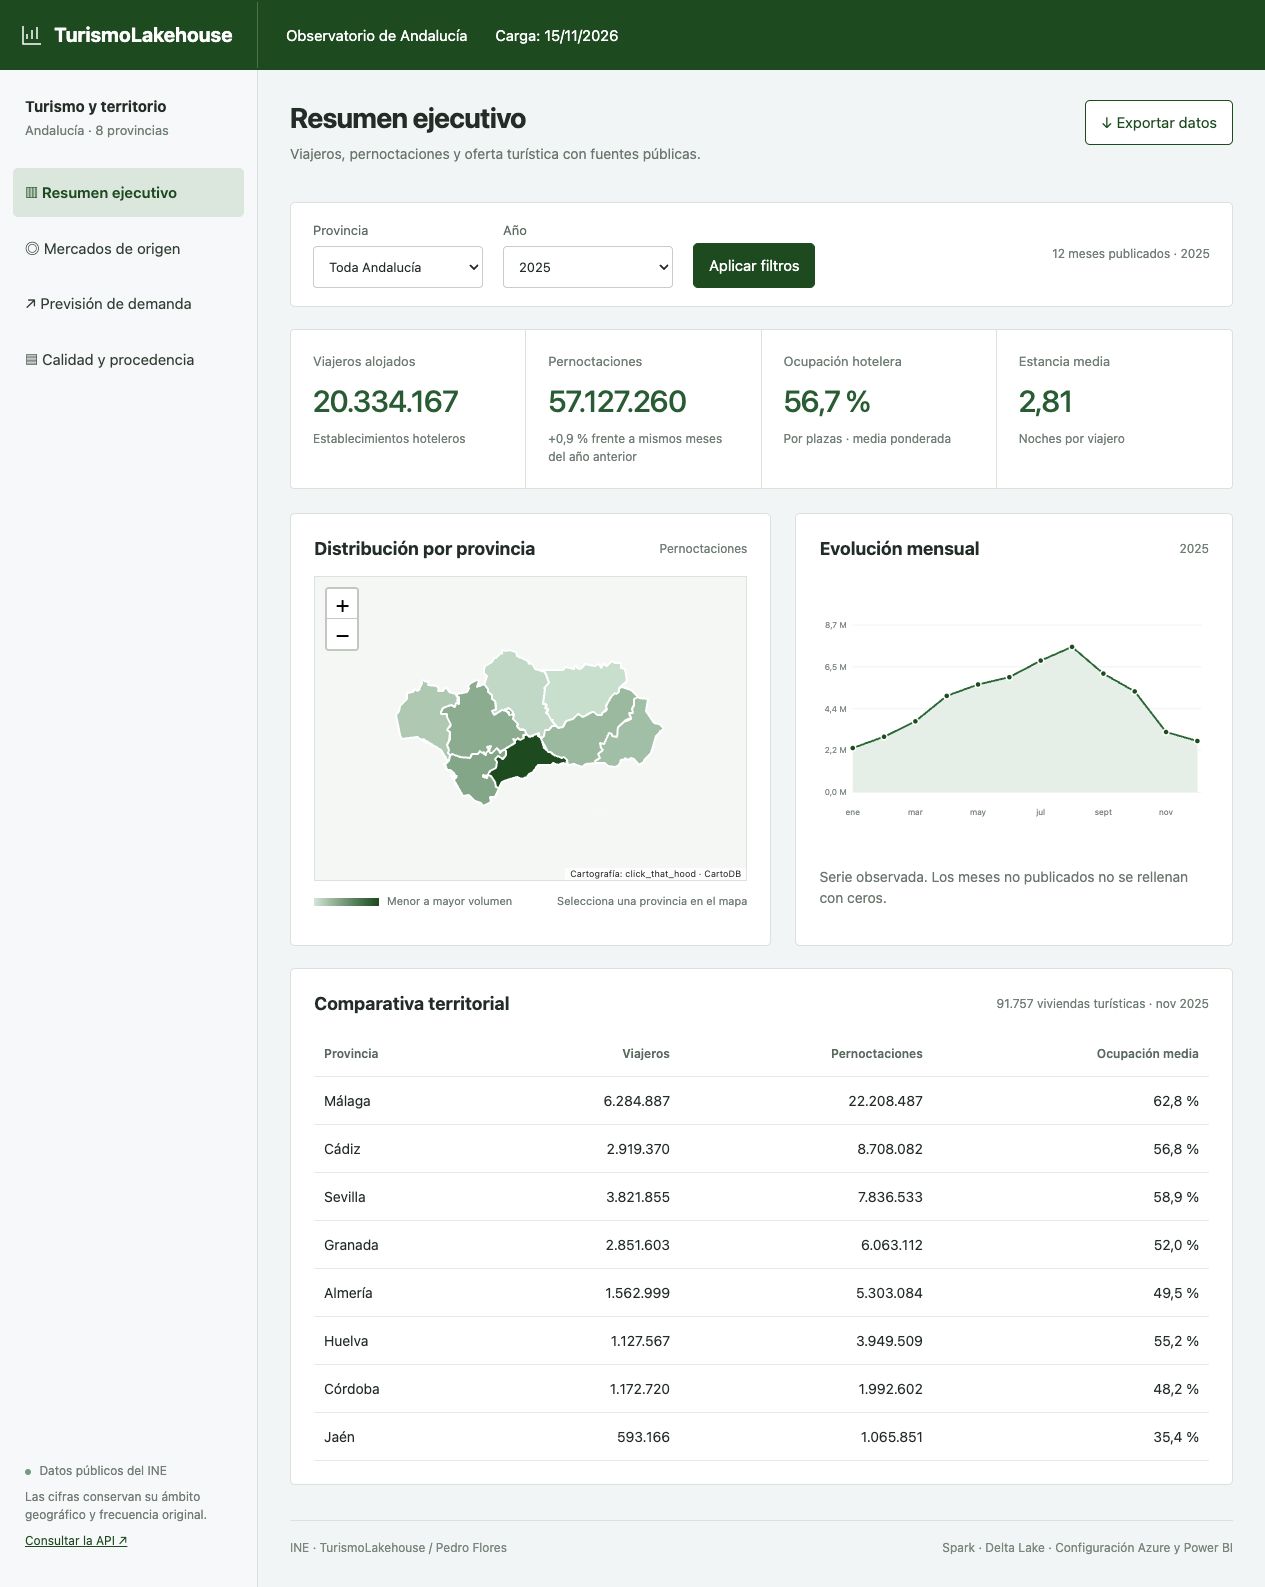 TurismoLakehouse
Observatorio de Andalucía
Carga: 15/11/2026
Turismo y territorio
Andalucía · 8 provincias
Resumen ejecutivo
Mercados de origen
↗ Previsión de demanda
Calidad y procedencia
Datos públicos del INE
Las cifras conservan su ámbito
geográfico y frecuencia original.
Consultar la API ↗
Resumen ejecutivo
Viajeros, pernoctaciones y oferta turística con fuentes públicas.
↓ Exportar datos
Provincia
Toda Andalucía
Año
2025
Aplicar filtros
12 meses publicados · 2025
Viajeros alojados
20.334.167
Establecimientos hoteleros
Pernoctaciones
57.127.260
+0,9 % frente a mismos meses
del año anterior
Ocupación hotelera
56,7 %
Por plazas · media ponderada
Estancia media
2,81
Noches por viajero
Distribución por provincia
Pernoctaciones
+
−
Cartografía: click_that_hood · CartoDB
Menor a mayor volumen
Selecciona una provincia en el mapa
Evolución mensual
2025
8,7 M
6,5 M
4,4 M
2,2 M
0,0 M
ene mar may jul sept nov
Serie observada. Los meses no publicados no se rellenan
con ceros.
Comparativa territorial
91.757 viviendas turísticas · nov 2025
Provincia Viajeros Pernoctaciones Ocupación media
Málaga 6.284.887 22.208.487 62,8 %
Cádiz 2.919.370 8.708.082 56,8 %
Sevilla 3.821.855 7.836.533 58,9 %
Granada 2.851.603 6.063.112 52,0 %
Almería 1.562.999 5.303.084 49,5 %
Huelva 1.127.567 3.949.509 55,2 %
Córdoba 1.172.720 1.992.602 48,2 %
Jaén 593.166 1.065.851 35,4 %
INE · TurismoLakehouse / Pedro Flores
Spark · Delta Lake · Configuración Azure y Power BI